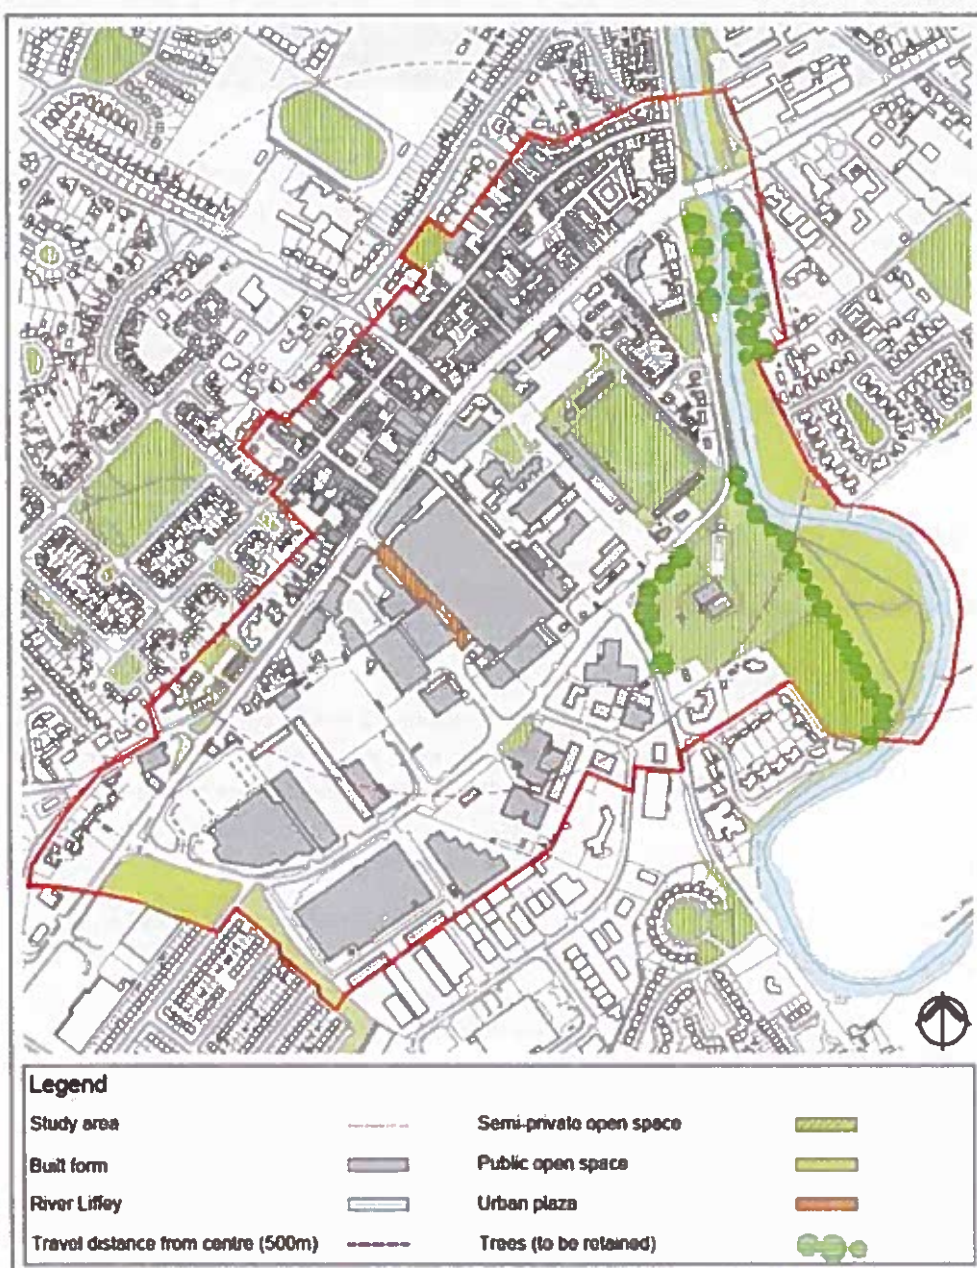 Legend
Study area
Semi-private open space
Built form
Public open space
River Liffey
Urban plaza
Travel distance from centre (500m)
Trees (to be retained)